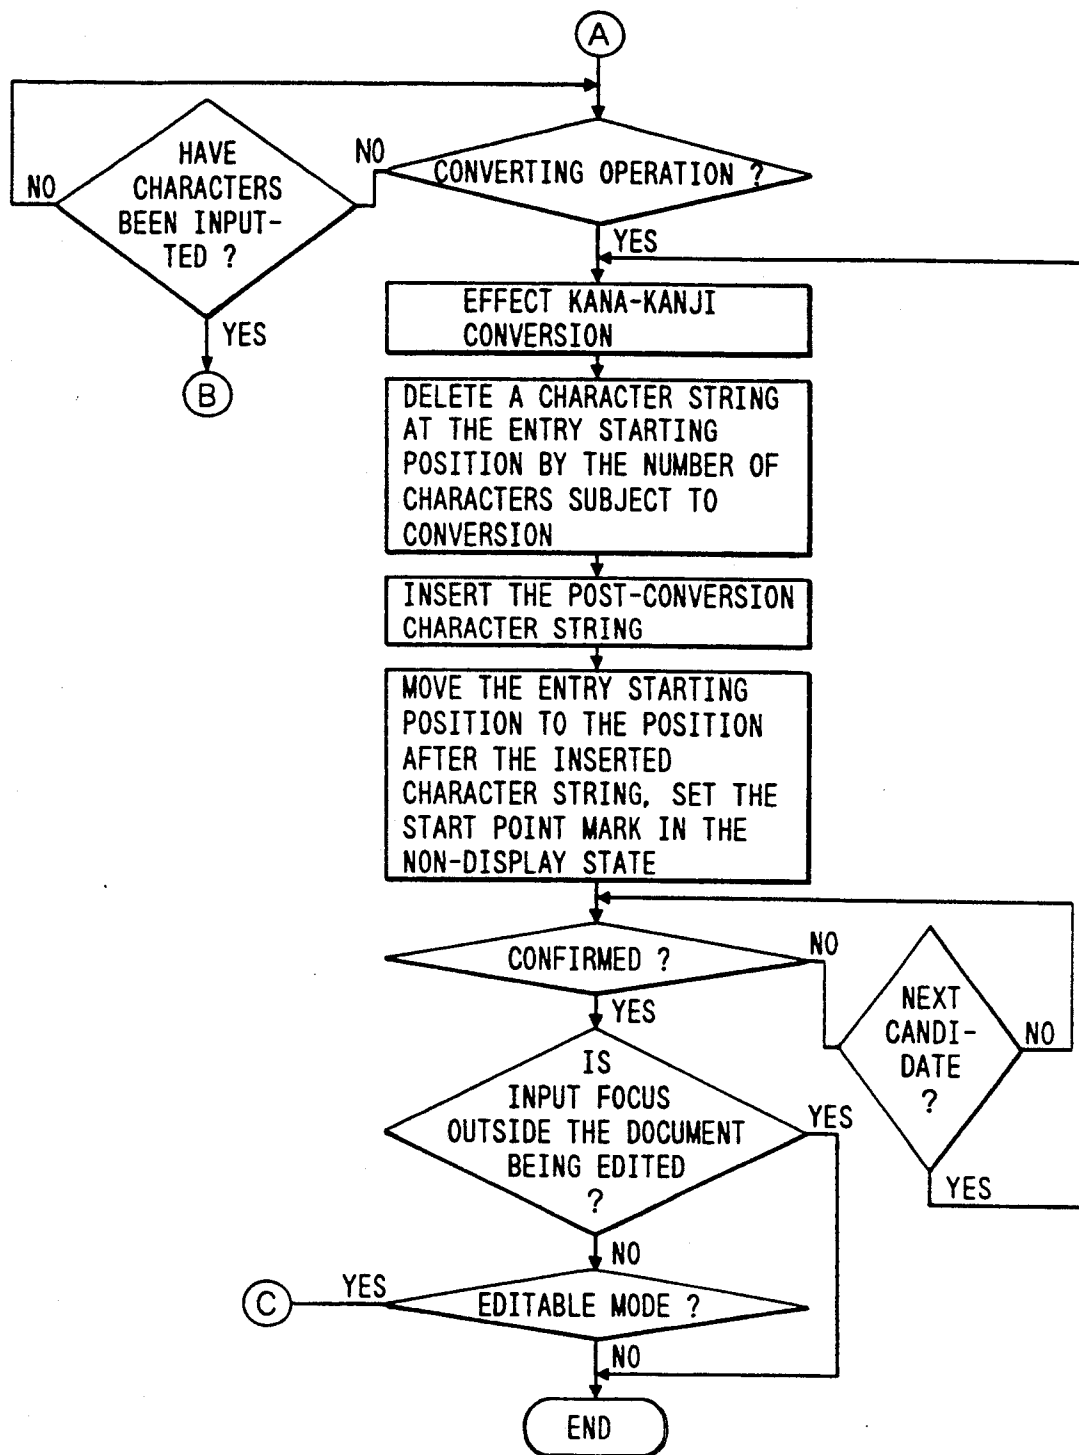 A
HAVE
CHARACTERS
BEEN INPUT-
TED ?
NO
YES
B
NO
CONVERTING OPERATION ?
YES
EFFECT KANA-KANJI
CONVERSION
DELETE A CHARACTER STRING
AT THE ENTRY STARTING
POSITION BY THE NUMBER OF
CHARACTERS SUBJECT TO
CONVERSION
INSERT THE POST-CONVERSION
CHARACTER STRING
MOVE THE ENTRY STARTING
POSITION TO THE POSITION
AFTER THE INSERTED
CHARACTER STRING, SET THE
START POINT MARK IN THE
NON-DISPLAY STATE
CONFIRMED ?
NO
YES
NEXT
CANDI-
DATE
?
NO
YES
IS
INPUT FOCUS
OUTSIDE THE DOCUMENT
BEING EDITED
?
YES
NO
C
YES
EDITABLE MODE ?
NO
END